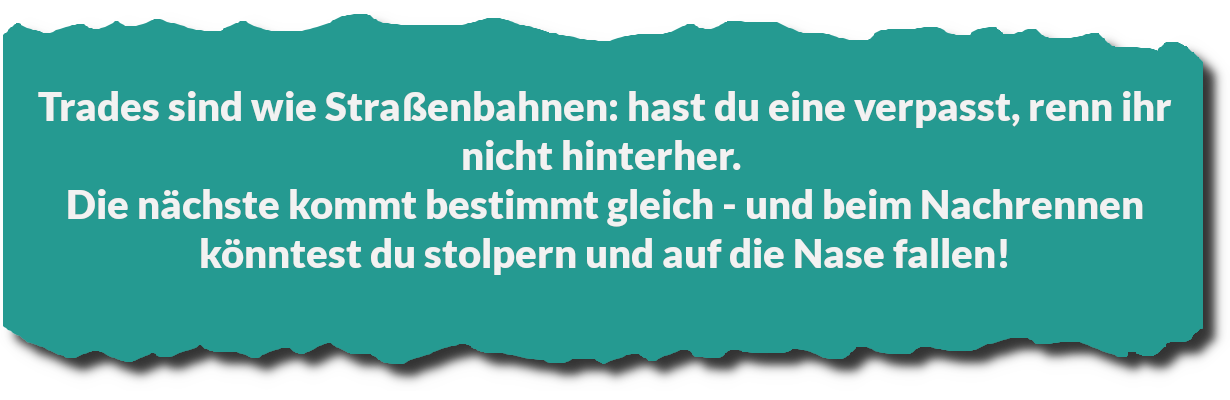 Trades sind wie Straßenbahnen: hast du eine verpasst, renn ihr
nicht hinterher.
Die nächste kommt bestimmt gleich - und beim Nachrennen
könntest du stolpern und auf die Nase fallen!